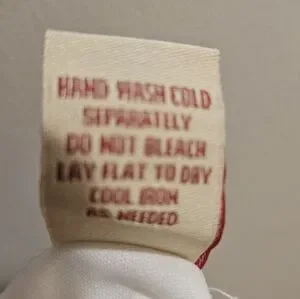 HAND WASH COLD
SEPARATELY
DO NOT BLEACH
LAY FLAT TO DRY
COOL IRON
AS NEEDED